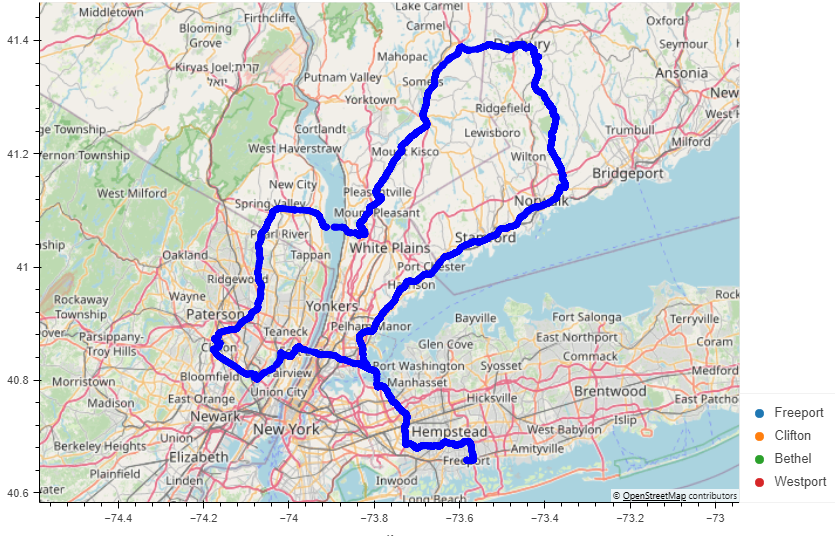 Middletown
Firthcliffe
Lake Carmel
Blooming
Grove
Carmel
Oxford
41.4
Danbury
Seymour
Mahopac
Kiryas Joel;קרית
יואל
Putnam Valley
Somers
Ansonia
Yorktown
New
Ridgefield
West H
Cortlandt
ge Township
Lewisboro
Trumbull
Milford
41.2
vernon Township
West Haverstraw
Mount Kisco
Wilton
Bridgeport
West Milford
New City
Pleasantville
Spring Valley
Norwalk
Mount Pleasant
Pearl River
Stamford
ship
White Plains
Oakland
Tappan
41
Port Chester
Ridgewood
Harrison
Rockaway
Township
Wayne
Rock
Paterson
Yonkers
Bayville
Fort Salonga
Terryville
over
Parsippany-
Troy Hills
Teaneck
Pelham Manor
East Northport
Clifton
Glen Cove
Coram
Commack
Bloomfield
Fairview
Port Washington
Syosset
Medford
40.8
Morristown
Manhasset
Union City
Brentwood
Madison
East Orange
Hicksville
East Patcho
Newark
Islip
New York
Hempstead
West Babylon
Berkeley Heights
Union
Amityville
Elizabeth
Freeport
Plainfield
Linden
Inwood
40.6
water
Long Beach
© OpenStreetMap contributors
−74.4
−74.2
−74
−73.8
−73.6
−73.4
−73.2
−73
Freeport
Clifton
Bethel
Westport